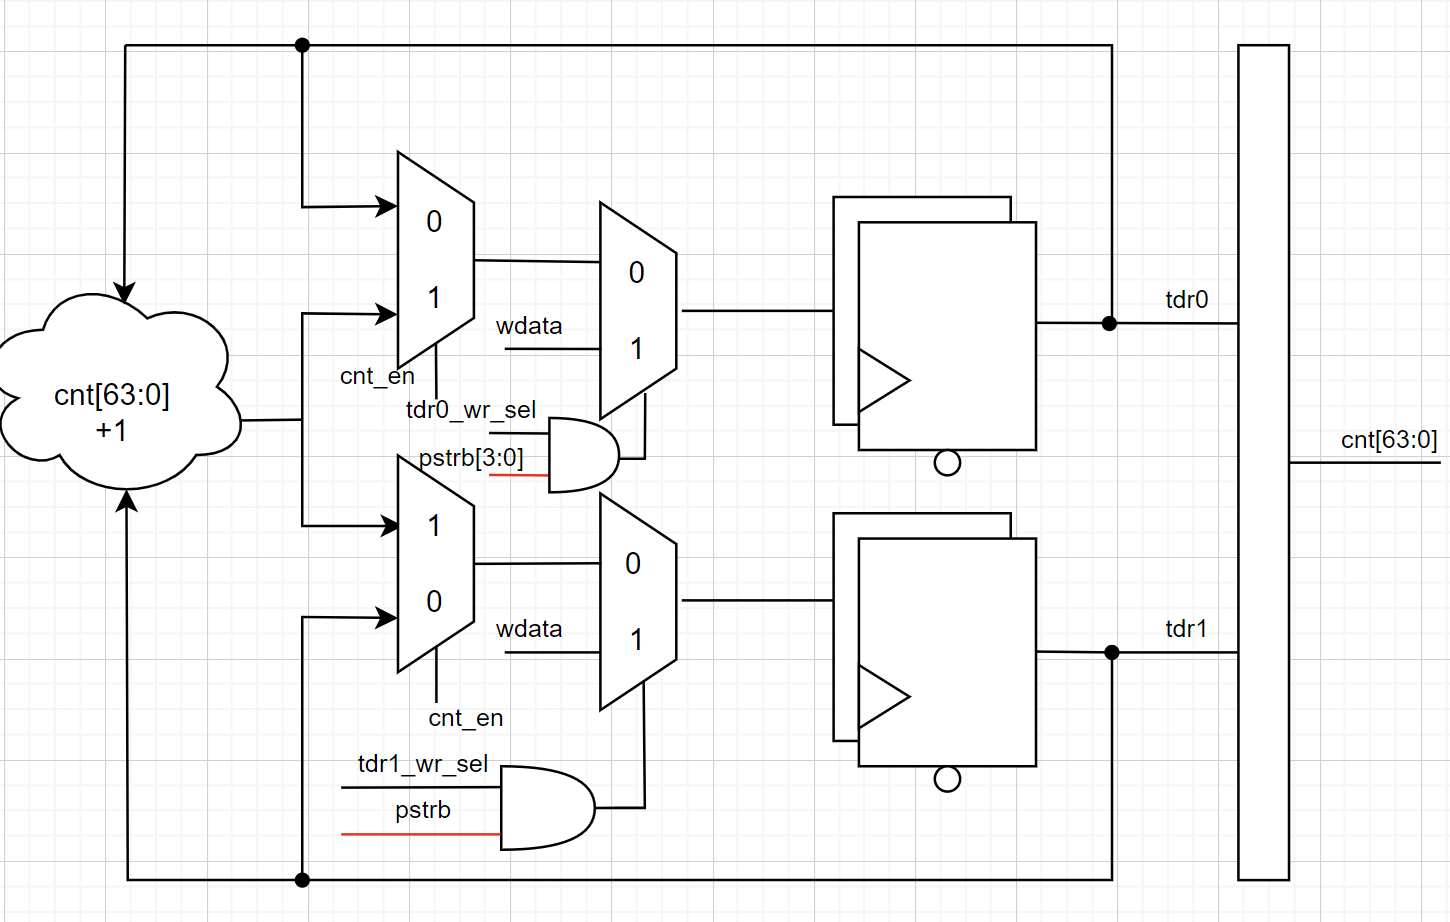 0
1
cnt_en
0
wdata
1
tdr0_wr_sel
pstrb[3:0]
tdr0
cnt[63:0]
+1
cnt[63:0]
1
0
cnt_en
0
wdata
1
tdr1
tdr1_wr_sel
pstrb